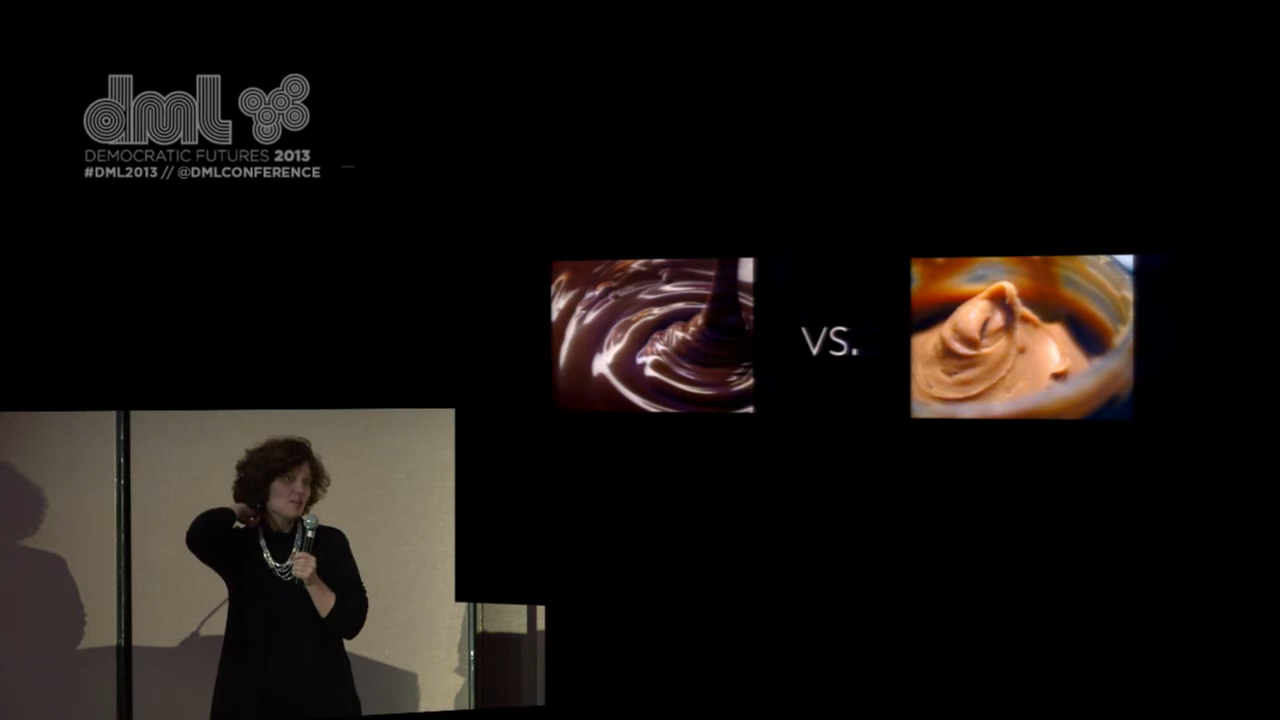 dml
DEMOCRATIC FUTURES 2013
#DML2013 // @DMLCONFERENCE
VS.